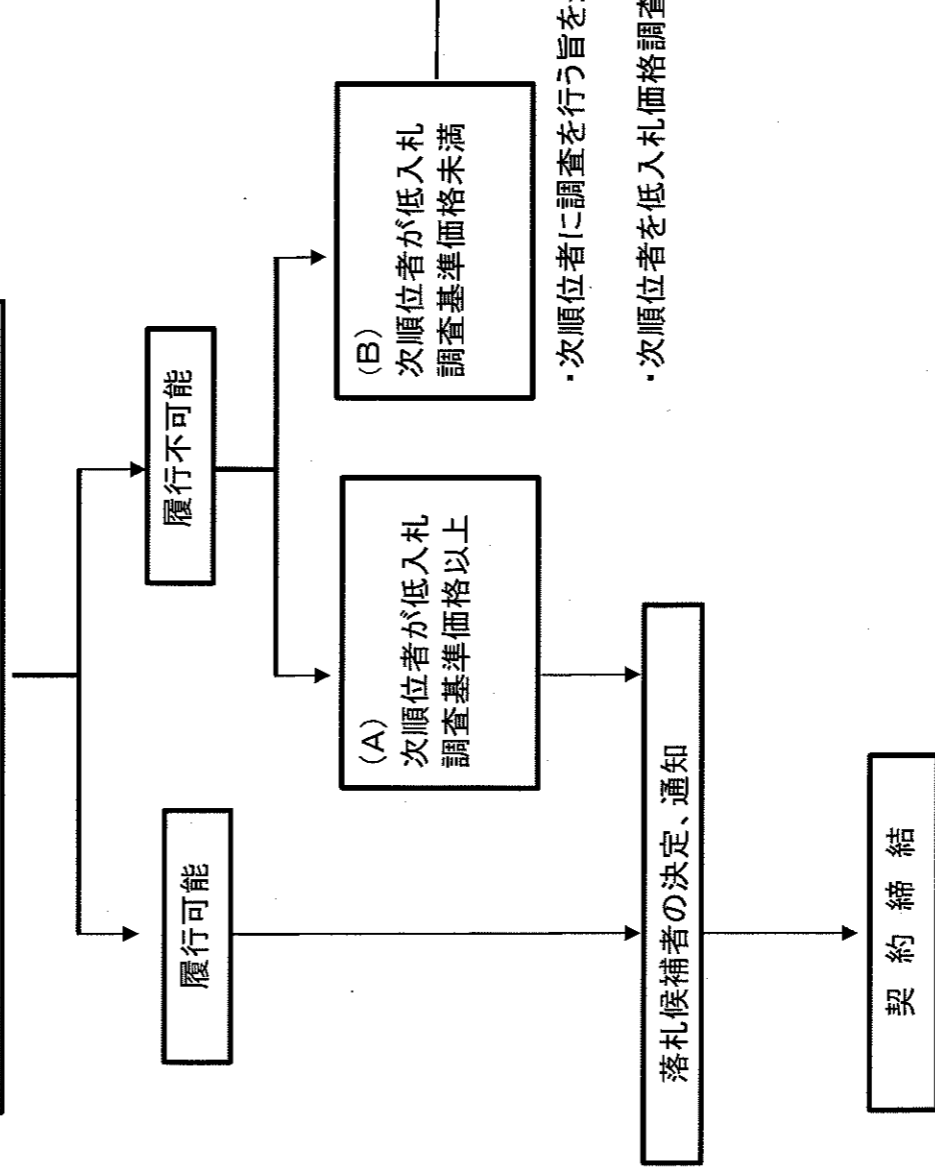 履行可能
履行不可能
(A)
次順位者が低入札
調査基準価格以上
(B)
次順位者が低入札
調査基準価格未満
・次順位者に調査を行う旨を
・次順位者を低入札価格調査
落札候補者の決定、通知
契 約 締 結